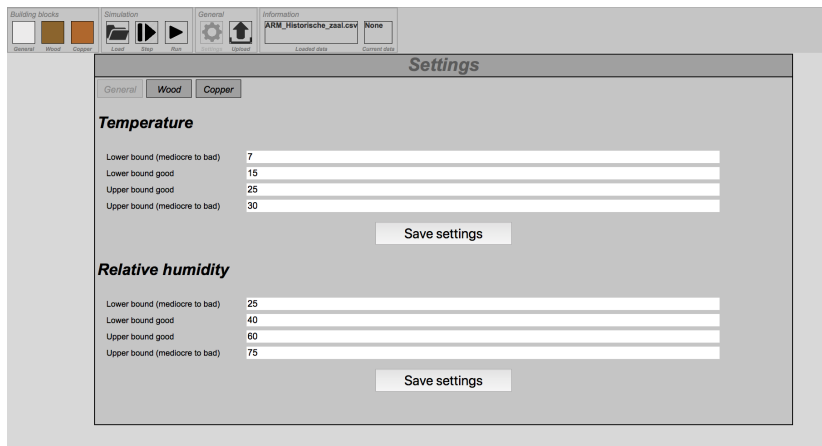 Building blocks
General Wood Copper
Simulation
Load Step Run
General
Settings Upload
Information
ARM_Historische_zaal.csv None
Loaded data Current data
Settings
General Wood Copper
Temperature
Lower bound (mediocre to bad) 7
Lower bound good 15
Upper bound good 25
Upper bound (mediocre to bad) 30
Save settings
Relative humidity
Lower bound (mediocre to bad) 25
Lower bound good 40
Upper bound good 60
Upper bound (mediocre to bad) 75
Save settings